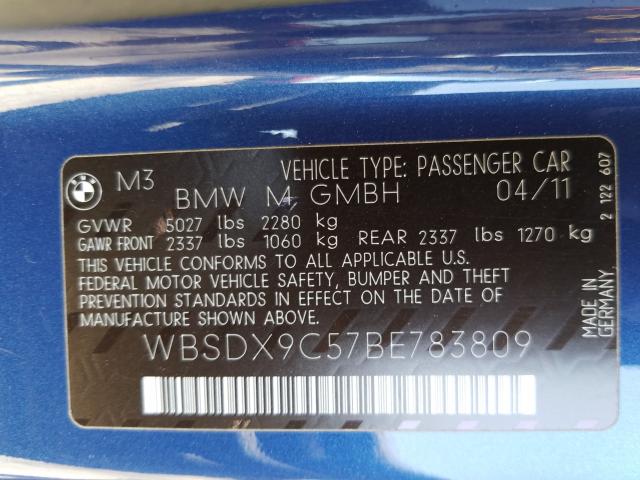 M3 VEHICLE TYPE: PASSENGER CAR
BMW M GMBH 04/11
GVWR 5027 lbs 2280 kg
GAWR FRONT 2337 lbs 1060 kg REAR 2337 lbs 1270 kg
THIS VEHICLE CONFORMS TO ALL APPLICABLE U.S.
FEDERAL MOTOR VEHICLE SAFETY, BUMPER AND THEFT
PREVENTION STANDARDS IN EFFECT ON THE DATE OF
MANUFACTURE SHOWN ABOVE.
WBSDX9C57BE783809
2 122 607
MADE IN
GERMANY.